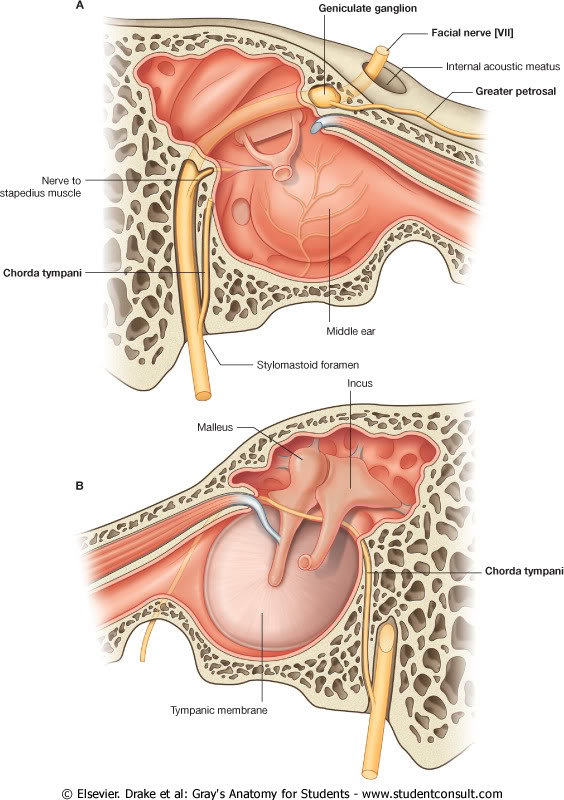 A
Geniculate ganglion
Facial nerve [VII]
Internal acoustic meatus
Greater petrosal
Nerve to
stapedius muscle
Chorda tympani
Middle ear
Stylomastoid foramen
Incus
Malleus
B
Chorda tympani
Tympanic membrane
© Elsevier. Drake et al: Gray's Anatomy for Students - www.studentconsult.com